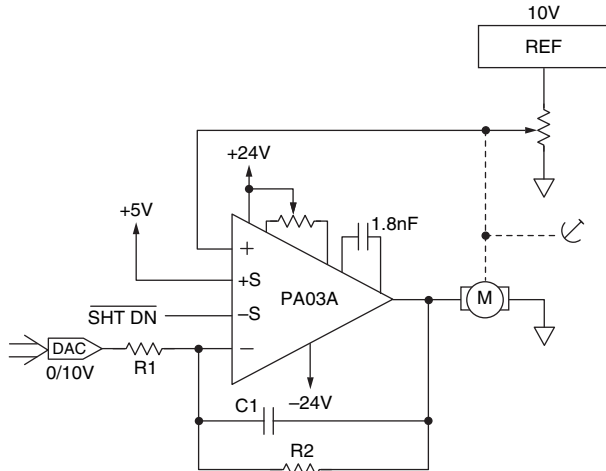 10V
REF
+24V
+5V
1.8nF
+
+S
PA03A
M
SHT DN
−S
DAC
−
0/10V
R1
−24V
C1
R2